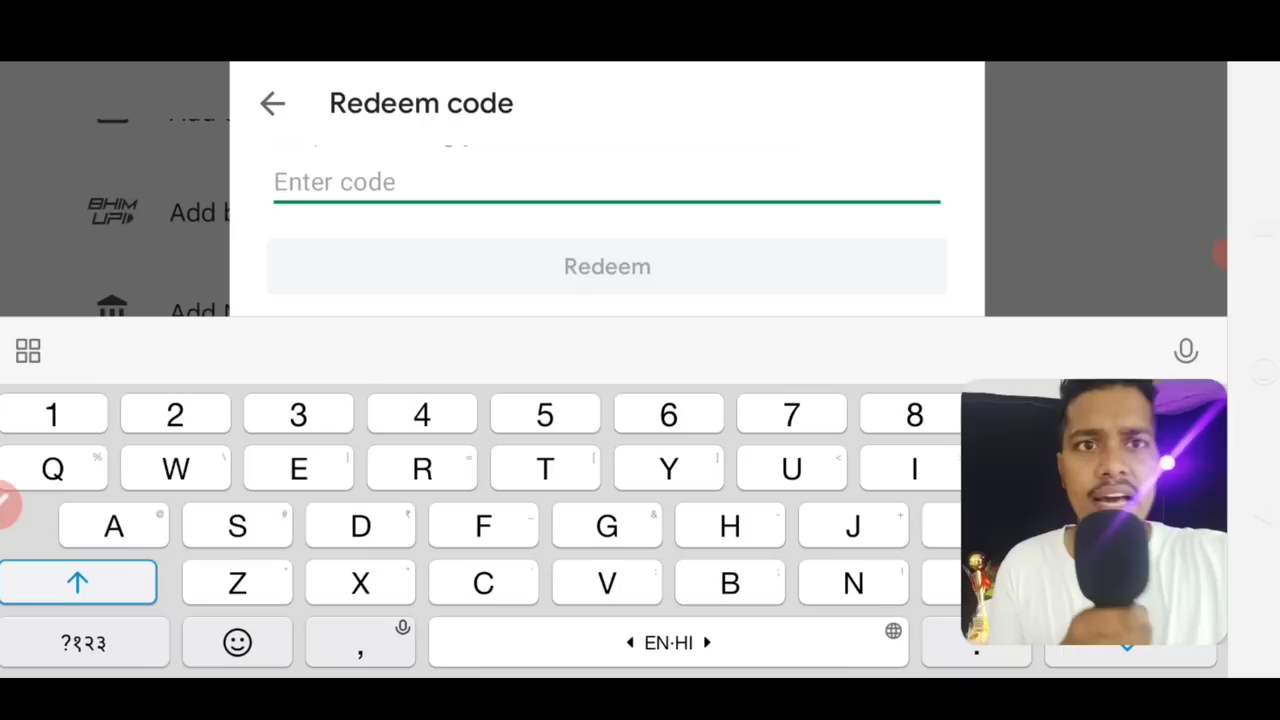 Redeem code
Enter code
BHIM
UPI
Add
Redeem
Add
1 2 3 4 5 6 7 8
Q % W \ E | R = T [ Y ] U < I
A @ S # D ₹ F _ G & H - J +
Z X C V : B ; N !
?१२३ , EN·HI .